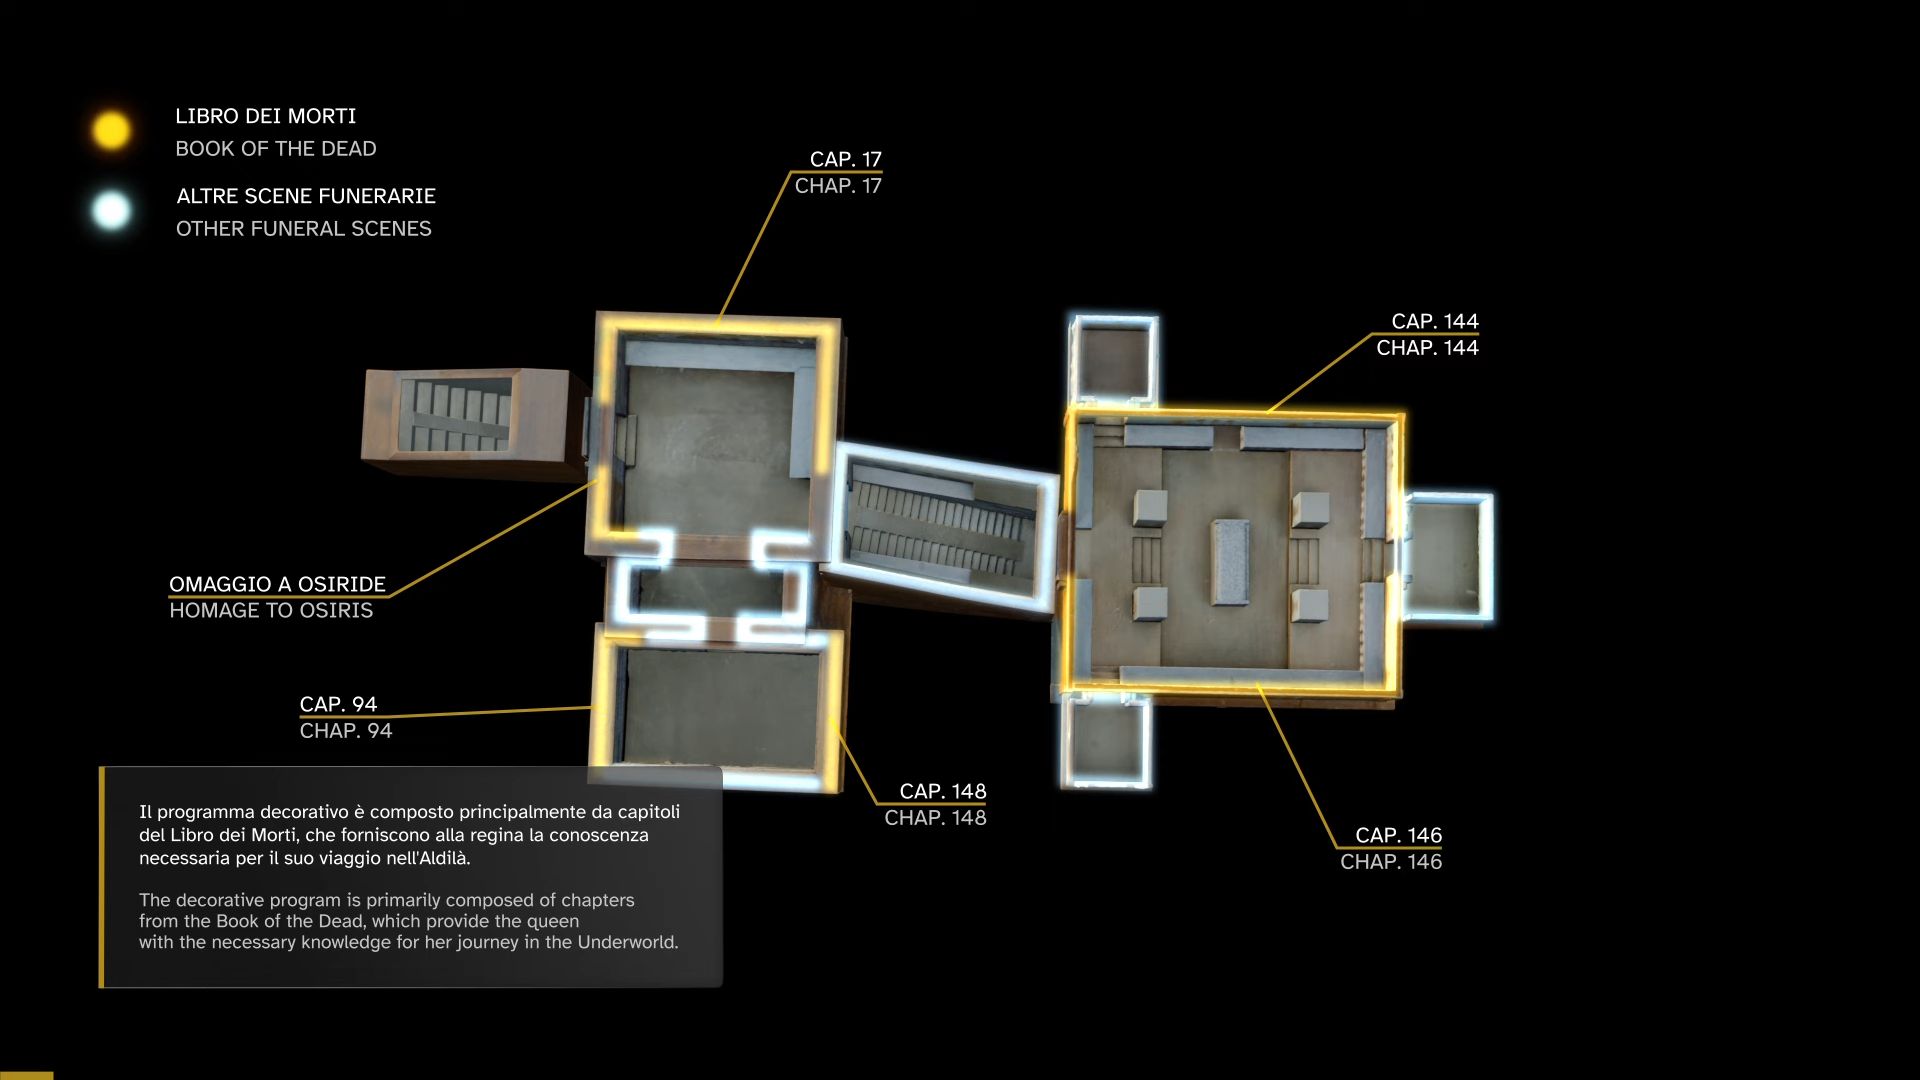 LIBRO DEI MORTI
BOOK OF THE DEAD
ALTRE SCENE FUNERARIE
OTHER FUNERAL SCENES
CAP. 17
CHAP. 17
CAP. 144
CHAP. 144
OMAGGIO A OSIRIDE
HOMAGE TO OSIRIS
CAP. 94
CHAP. 94
CAP. 148
CHAP. 148
CAP. 146
CHAP. 146
Il programma decorativo è composto principalmente da capitoli
del Libro dei Morti, che forniscono alla regina la conoscenza
necessaria per il suo viaggio nell'Aldilà.
The decorative program is primarily composed of chapters
from the Book of the Dead, which provide the queen
with the necessary knowledge for her journey in the Underworld.